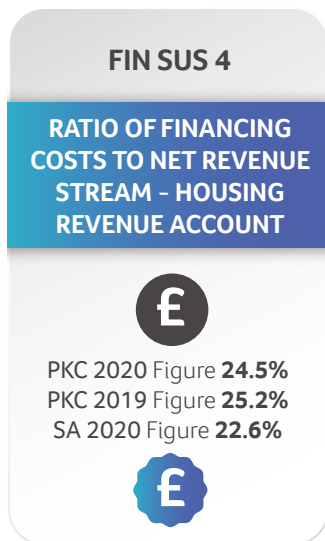 FIN SUS 4
RATIO OF FINANCING
COSTS TO NET REVENUE
STREAM – HOUSING
REVENUE ACCOUNT
£
PKC 2020 Figure 24.5%
PKC 2019 Figure 25.2%
SA 2020 Figure 22.6%
£